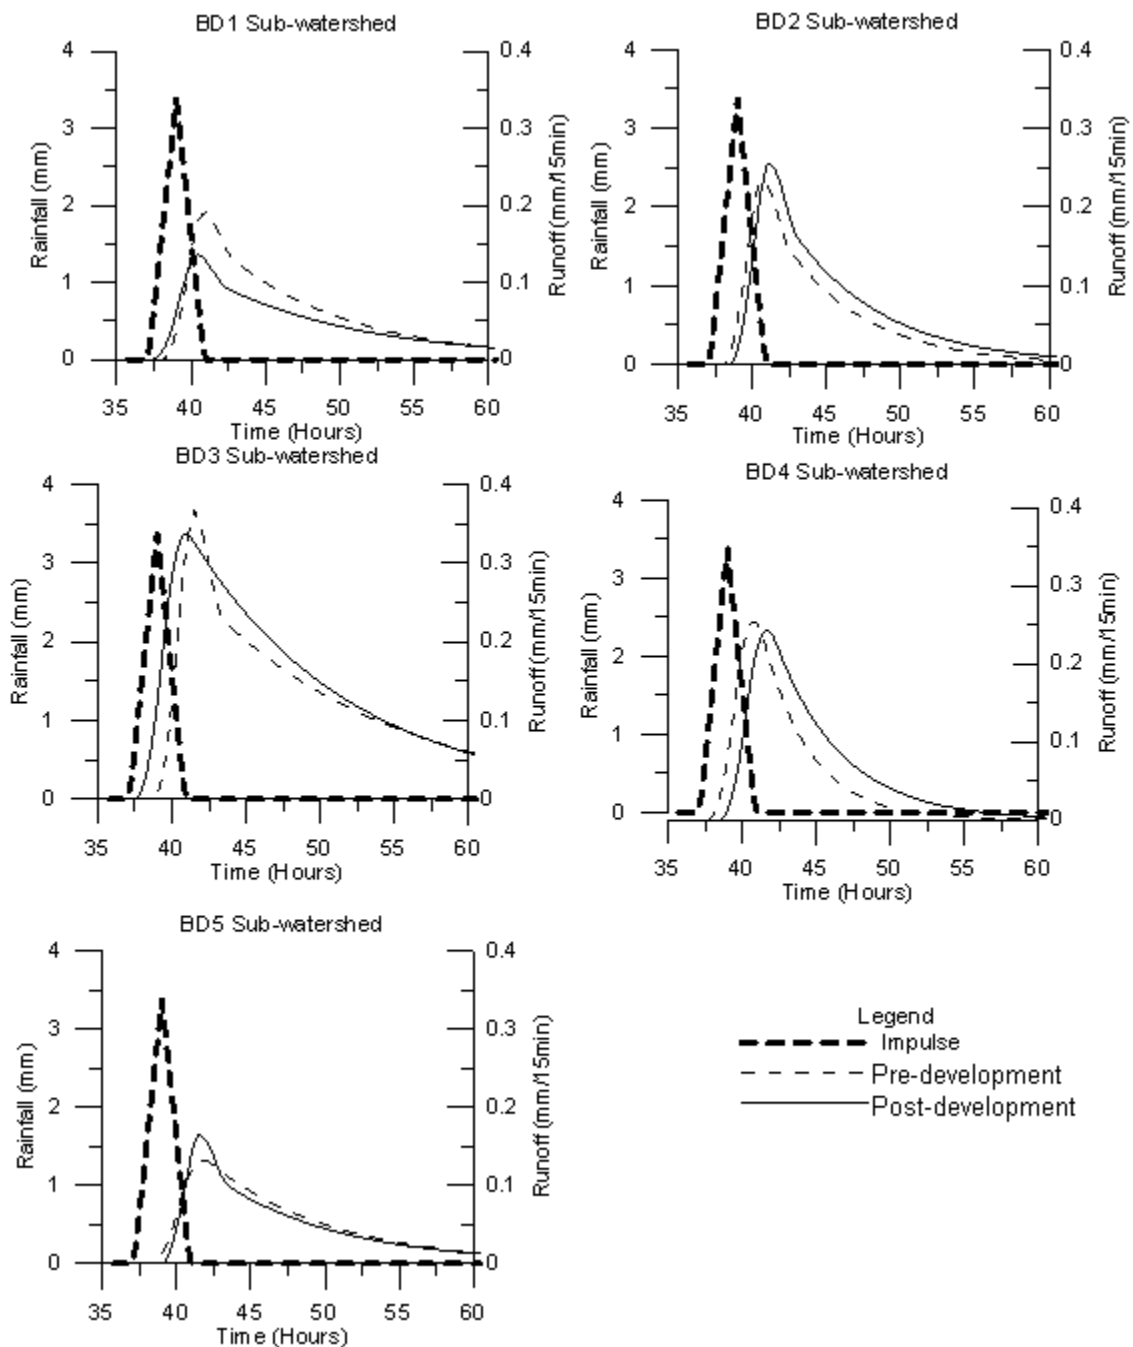 BD1 Sub-watershed
4
3
2
1
0
Rainfall (mm)
0.4
0.3
0.2
0.1
0
Runoff (mm/15min)
35 40 45 50 55 60
Time (Hours)
BD2 Sub-watershed
4
3
2
1
0
Rainfall (mm)
0.4
0.3
0.2
0.1
0
Runoff (mm/15min)
35 40 45 50 55 60
Time (Hours)
BD3 Sub-watershed
4
3
2
1
0
Rainfall (mm)
0.4
0.3
0.2
0.1
0
Runoff (mm/15min)
35 40 45 50 55 60
Time (Hours)
BD4 Sub-watershed
4
3
2
1
0
Rainfall (mm)
0.4
0.3
0.2
0.1
0
Runoff (mm/15min)
35 40 45 50 55 60
Time (Hours)
BD5 Sub-watershed
4
3
2
1
0
Rainfall (mm)
0.4
0.3
0.2
0.1
0
Runoff (mm/15min)
35 40 45 50 55 60
Time (Hours)
Legend
Impulse
Pre-development
Post-development